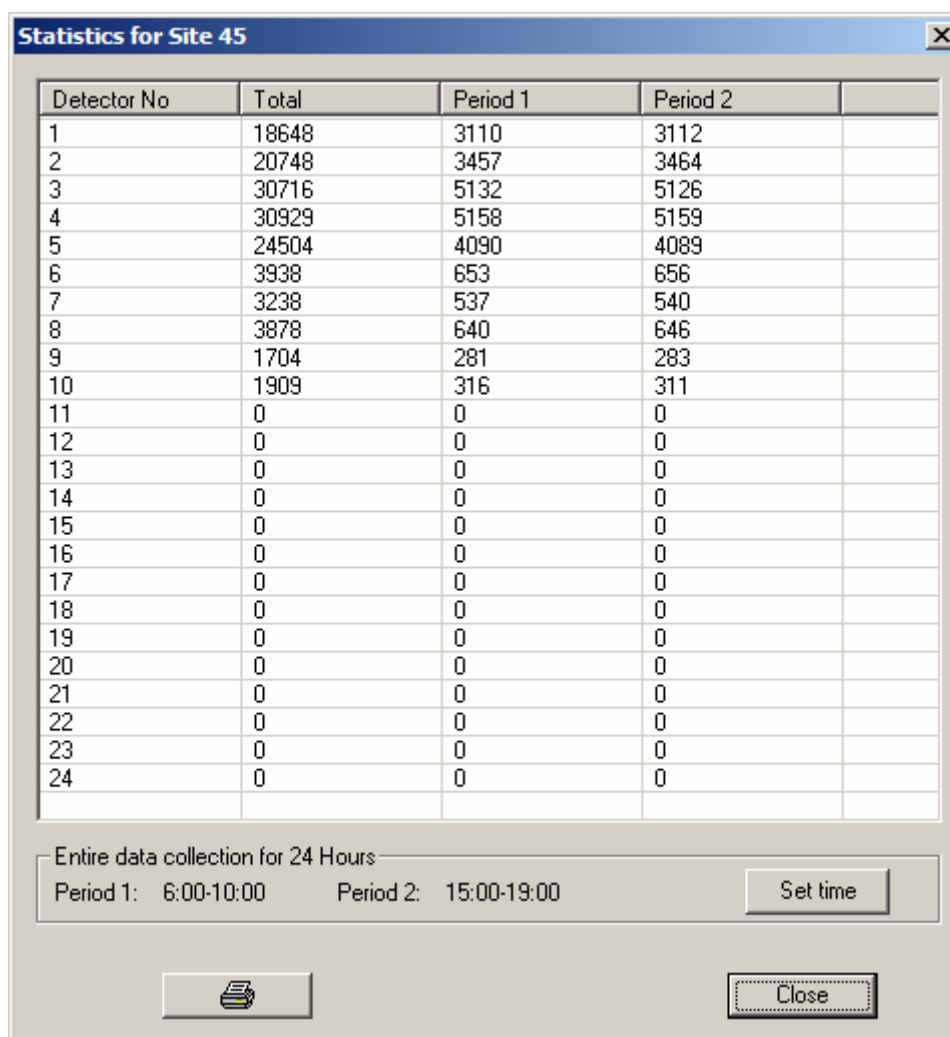 Statistics for Site 45
Detector No Total Period 1 Period 2
1 18648 3110 3112
2 20748 3457 3464
3 30716 5132 5126
4 30929 5158 5159
5 24504 4090 4089
6 3938 653 656
7 3238 537 540
8 3878 640 646
9 1704 281 283
10 1909 316 311
11 0 0 0
12 0 0 0
13 0 0 0
14 0 0 0
15 0 0 0
16 0 0 0
17 0 0 0
18 0 0 0
19 0 0 0
20 0 0 0
21 0 0 0
22 0 0 0
23 0 0 0
24 0 0 0
Entire data collection for 24 Hours
Period 1: 6:00-10:00 Period 2: 15:00-19:00 Set time
Close